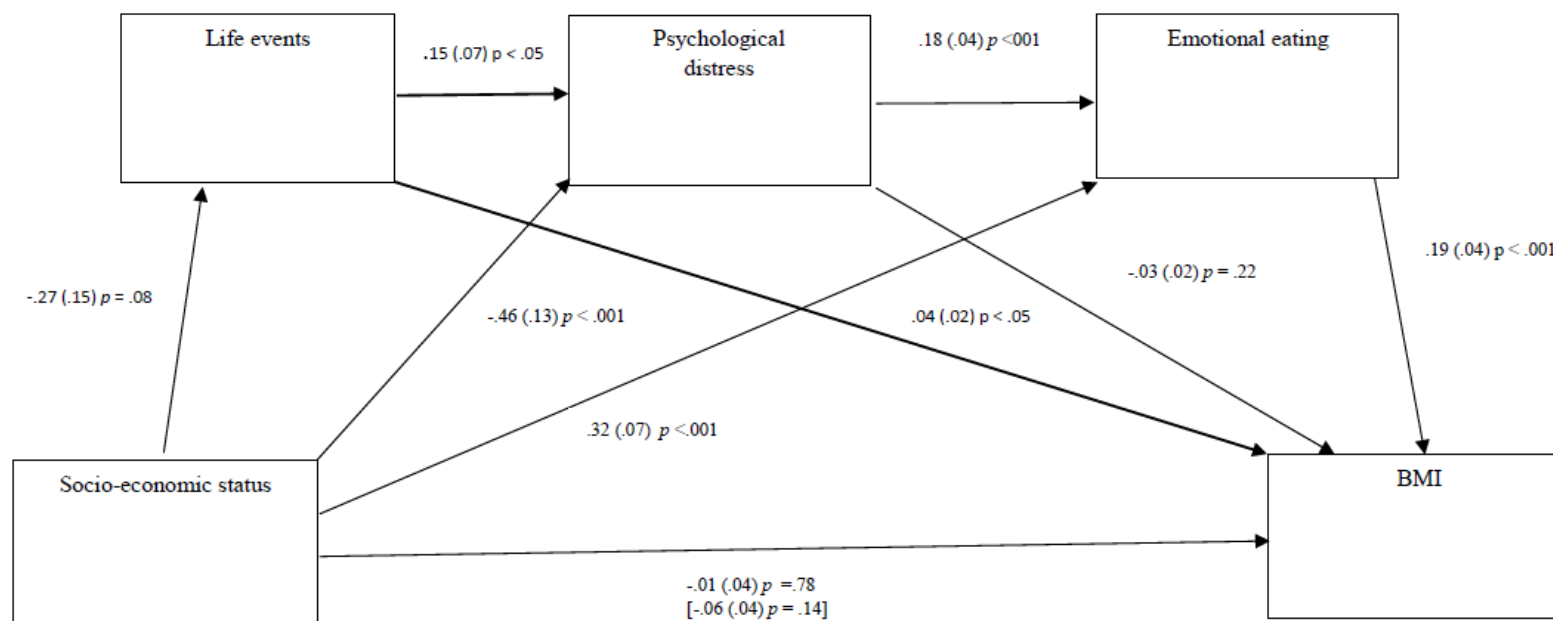 Life events
.15 (.07) p < .05
Psychological
distress
.18 (.04) p <001
Emotional eating
-.27 (.15) p = .08
-.46 (.13) p < .001
.04 (.02) p < .05
-.03 (.02) p = .22
.19 (.04) p < .001
.32 (.07) p <.001
Socio-economic status
BMI
-.01 (.04) p =.78
[-.06 (.04) p = .14]